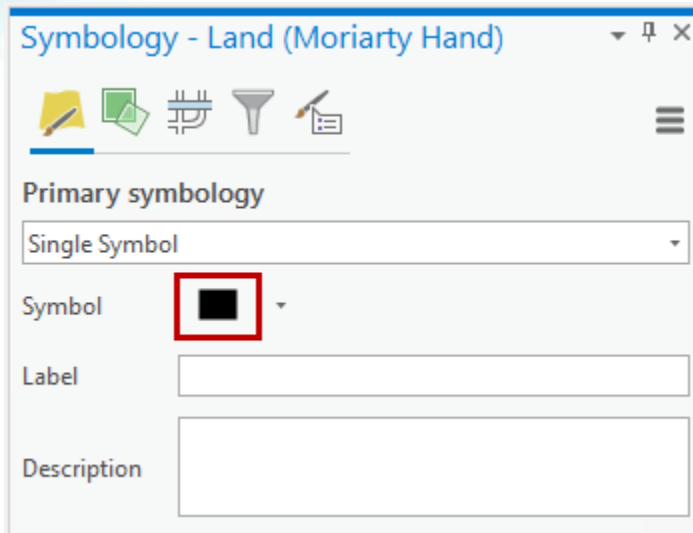 Symbology - Land (Moriarty Hand)
Primary symbology
Single Symbol
Symbol
Label
Description